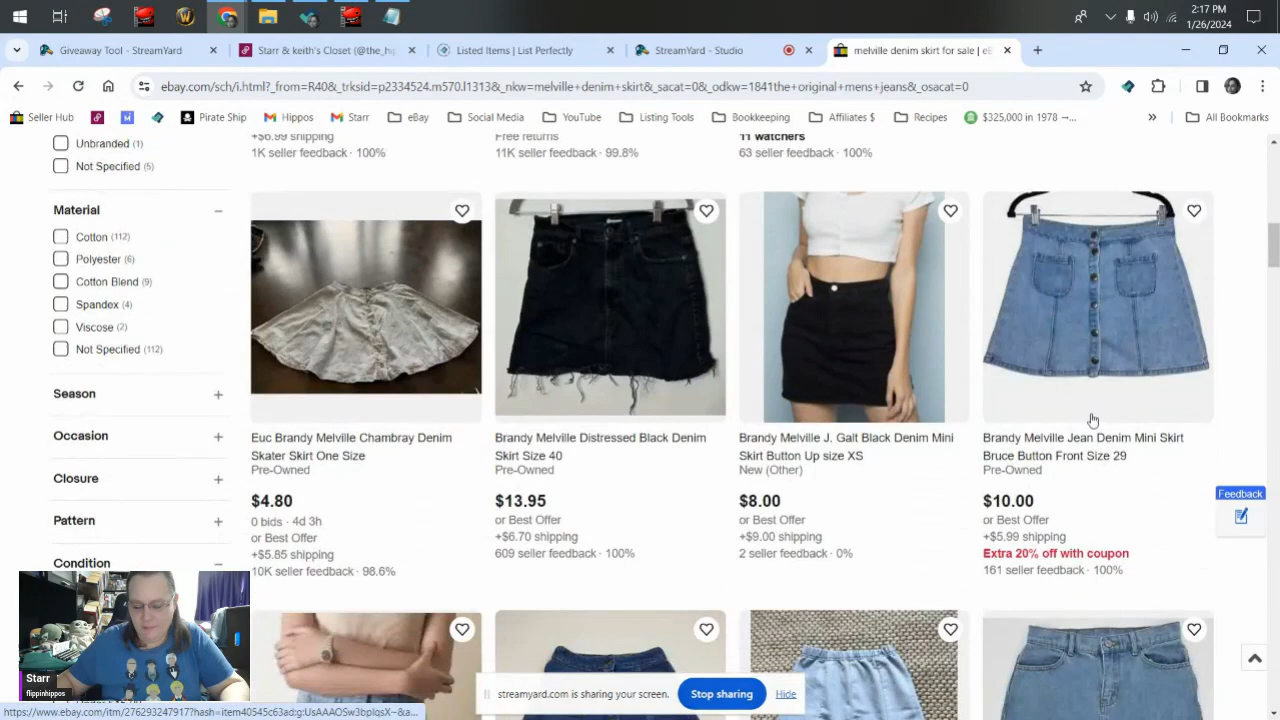 2:17 PM
1/26/2024
Giveaway Tool - StreamYard
Starr & keith's Closet (@the_hi
Listed Items | List Perfectly
StreamYard - Studio
melville denim skirt for sale | eB
ebay.com/sch/i.html?_from=R40&_trksid=p2334524.m570.l1313&_nkw=melville+denim+skirt&_sacat=0&_odkw=1841the+original+mens+jeans&_osacat=0
Seller Hub
Hippos
Pirate Ship
Starr
eBay
Social Media
YouTube
Listing Tools
Bookkeeping
Affiliates $
Recipes
$325,000 in 1978 →...
»
All Bookmarks
Unbranded (1)
Not Specified (5)
Material
Cotton (112)
Polyester (6)
Cotton Blend (9)
Spandex (4)
Viscose (2)
Not Specified (112)
Season
Occasion
Closure
Pattern
Condition
+$6.99 shipping
1K seller feedback · 100%
Free returns
11K seller feedback · 99.8%
11 watchers
63 seller feedback · 100%
Euc Brandy Melville Chambray Denim
Skater Skirt One Size
Pre-Owned
$4.80
0 bids · 4d 3h
or Best Offer
+$5.85 shipping
10K seller feedback · 98.6%
Brandy Melville Distressed Black Denim
Skirt Size 40
Pre-Owned
$13.95
or Best Offer
+$6.70 shipping
609 seller feedback · 100%
Brandy Melville J. Galt Black Denim Mini
Skirt Button Up size XS
New (Other)
$8.00
or Best Offer
+$9.00 shipping
2 seller feedback · 0%
Brandy Melville Jean Denim Mini Skirt
Bruce Button Front Size 29
Pre-Owned
$10.00
or Best Offer
+$5.99 shipping
Extra 20% off with coupon
161 seller feedback · 100%
Feedback
Starr
flippinhippos
streamyard.com is sharing your screen.
Stop sharing
Hide